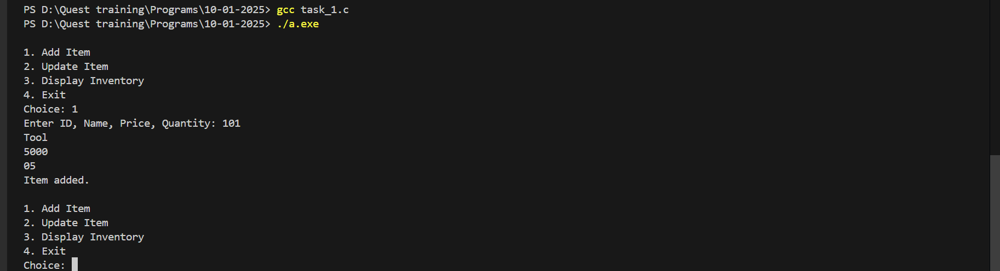 PS D:\Quest training\Programs\10-01-2025> gcc task_1.c
PS D:\Quest training\Programs\10-01-2025> ./a.exe

1. Add Item
2. Update Item
3. Display Inventory
4. Exit
Choice: 1
Enter ID, Name, Price, Quantity: 101
Tool
5000
05
Item added.

1. Add Item
2. Update Item
3. Display Inventory
4. Exit
Choice: